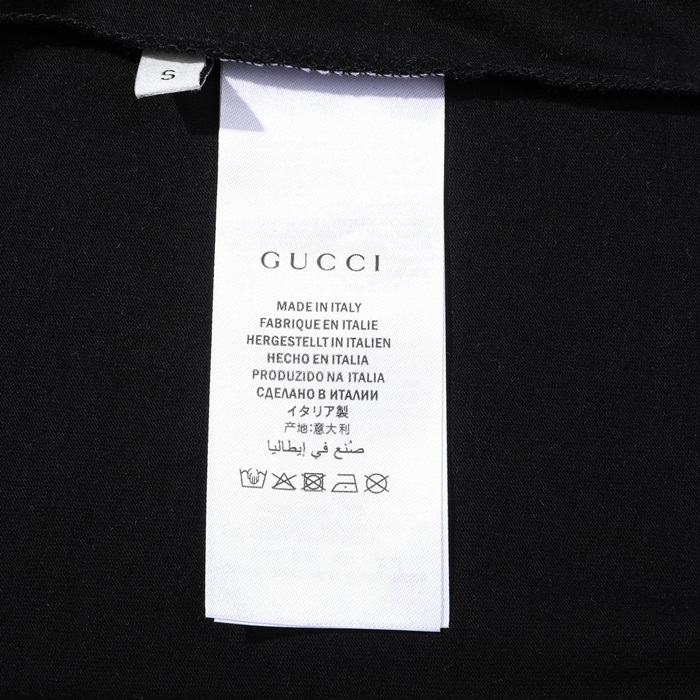 S
GUCCI
MADE IN ITALY
FABRIQUE EN ITALIE
HERGESTELLT IN ITALIEN
HECHO EN ITALIA
PRODUZIDO NA ITALIA
СДЕЛАНО В ИТАЛИИ
イタリア製
产地:意大利
صُنع في إيطاليا